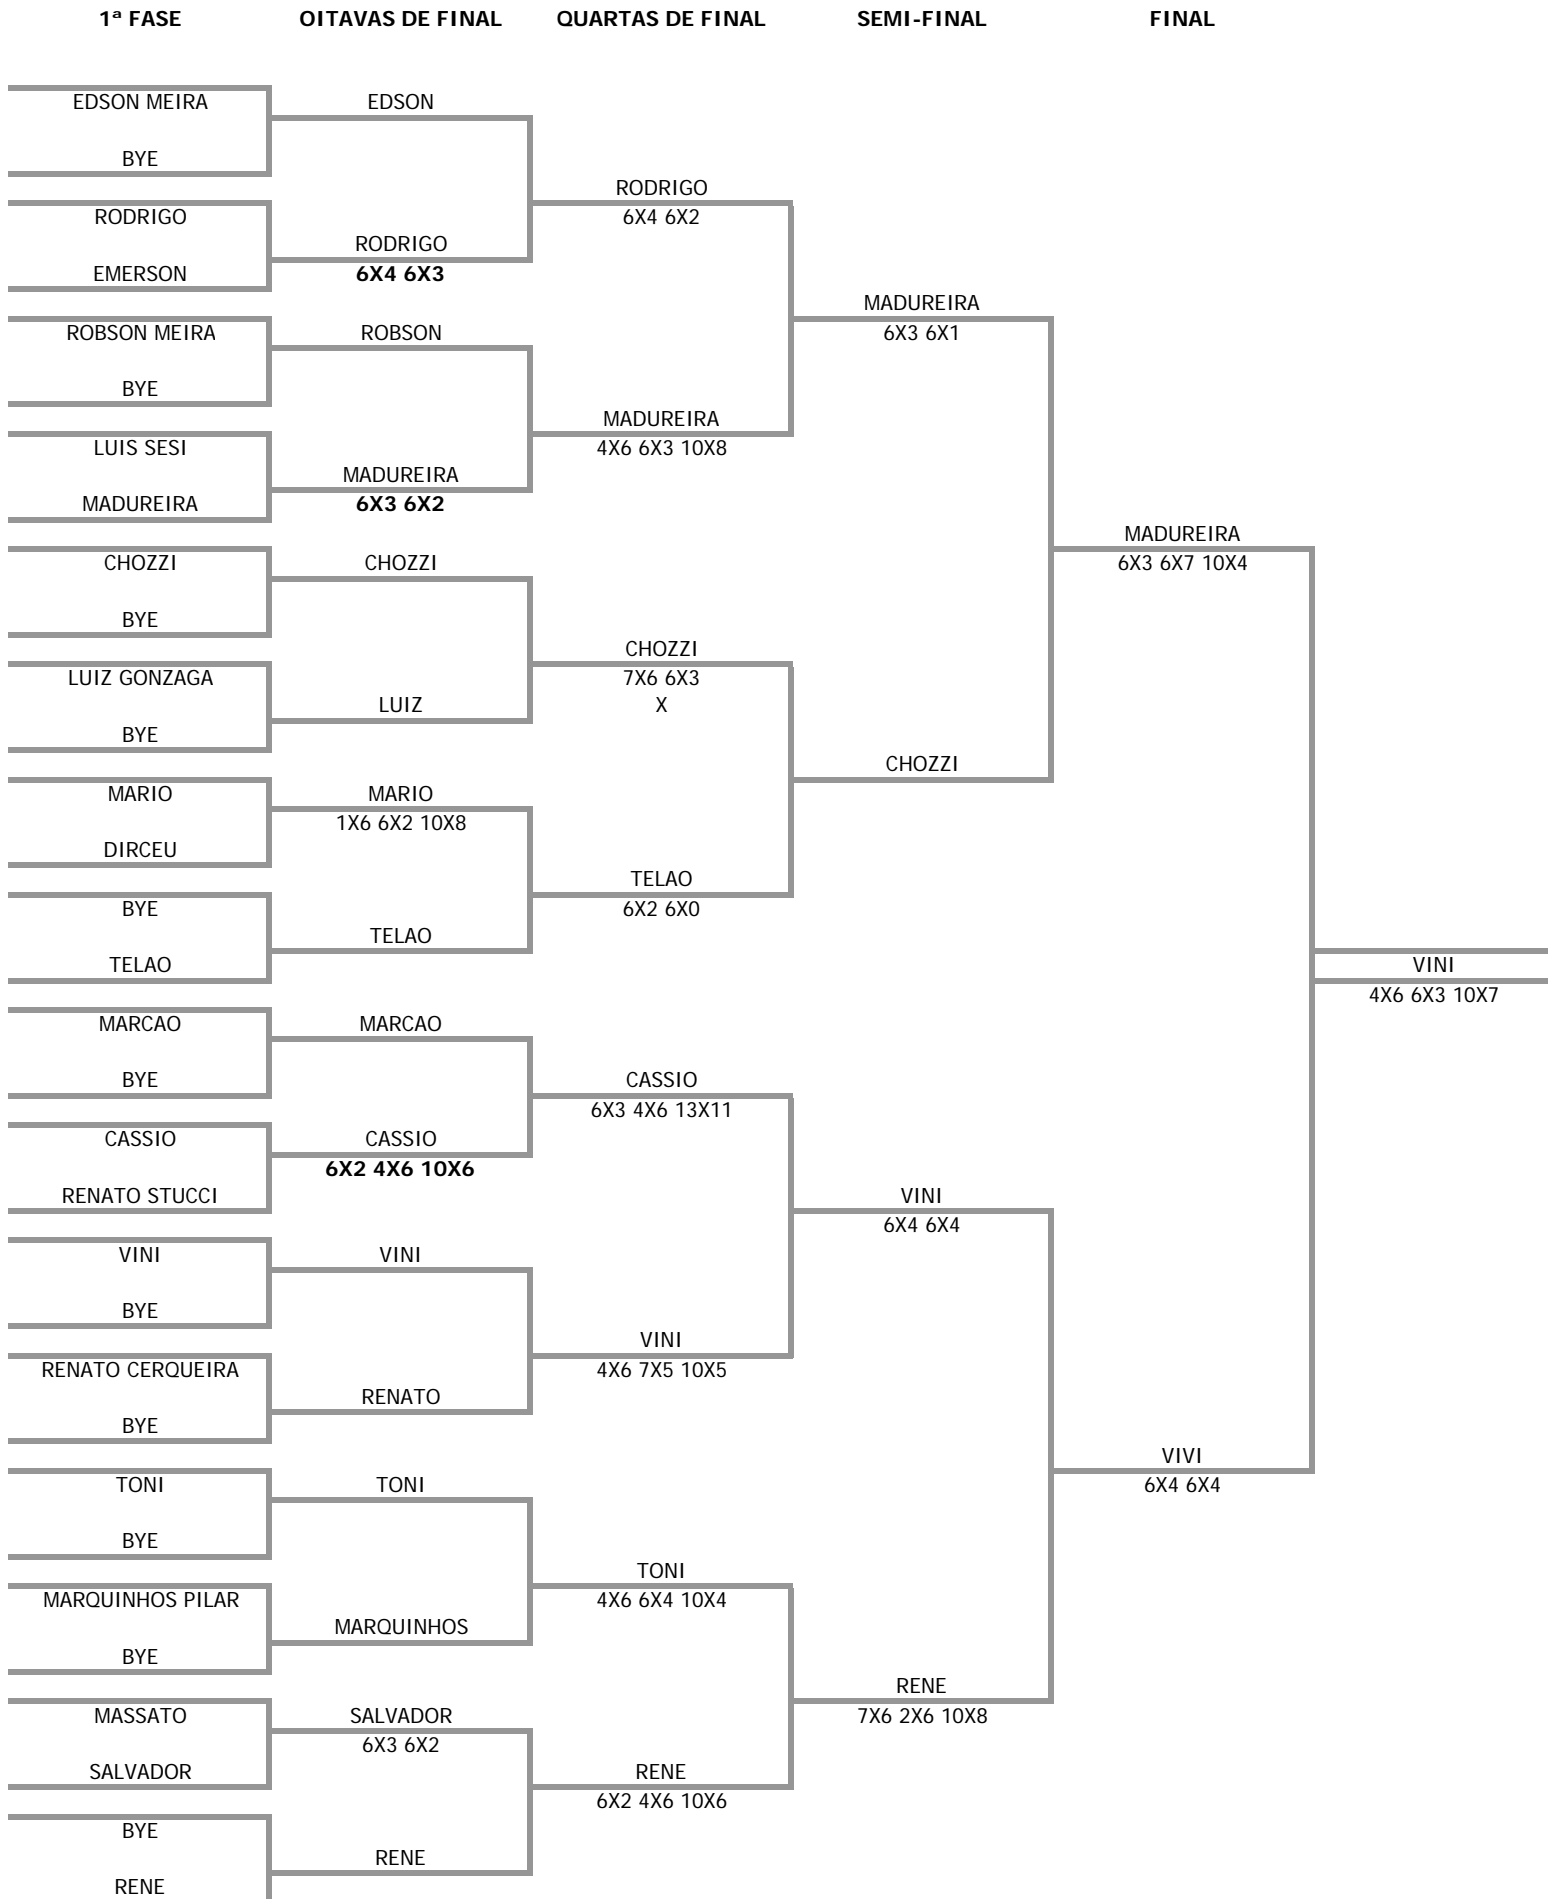 1ª FASE
OITAVAS DE FINAL
QUARTAS DE FINAL
SEMI-FINAL
FINAL
EDSON MEIRA
BYE
RODRIGO
EMERSON
ROBSON MEIRA
BYE
LUIS SESI
MADUREIRA
CHOZZI
BYE
LUIZ GONZAGA
BYE
MARIO
DIRCEU
BYE
TELAO
MARCAO
BYE
CASSIO
RENATO STUCCI
VINI
BYE
RENATO CERQUEIRA
BYE
TONI
BYE
MARQUINHOS PILAR
BYE
MASSATO
SALVADOR
BYE
RENE
EDSON
RODRIGO
6X4 6X3
ROBSON
MADUREIRA
6X3 6X2
CHOZZI
LUIZ
MARIO
1X6 6X2 10X8
TELAO
MARCAO
CASSIO
6X2 4X6 10X6
VINI
RENATO
TONI
MARQUINHOS
SALVADOR
6X3 6X2
RENE
RODRIGO
6X4 6X2
MADUREIRA
4X6 6X3 10X8
CHOZZI
7X6 6X3
X
TELAO
6X2 6X0
CASSIO
6X3 4X6 13X11
VINI
4X6 7X5 10X5
TONI
4X6 6X4 10X4
RENE
6X2 4X6 10X6
MADUREIRA
6X3 6X1
CHOZZI
VINI
6X4 6X4
RENE
7X6 2X6 10X8
MADUREIRA
6X3 6X7 10X4
VIVI
6X4 6X4
VINI
4X6 6X3 10X7